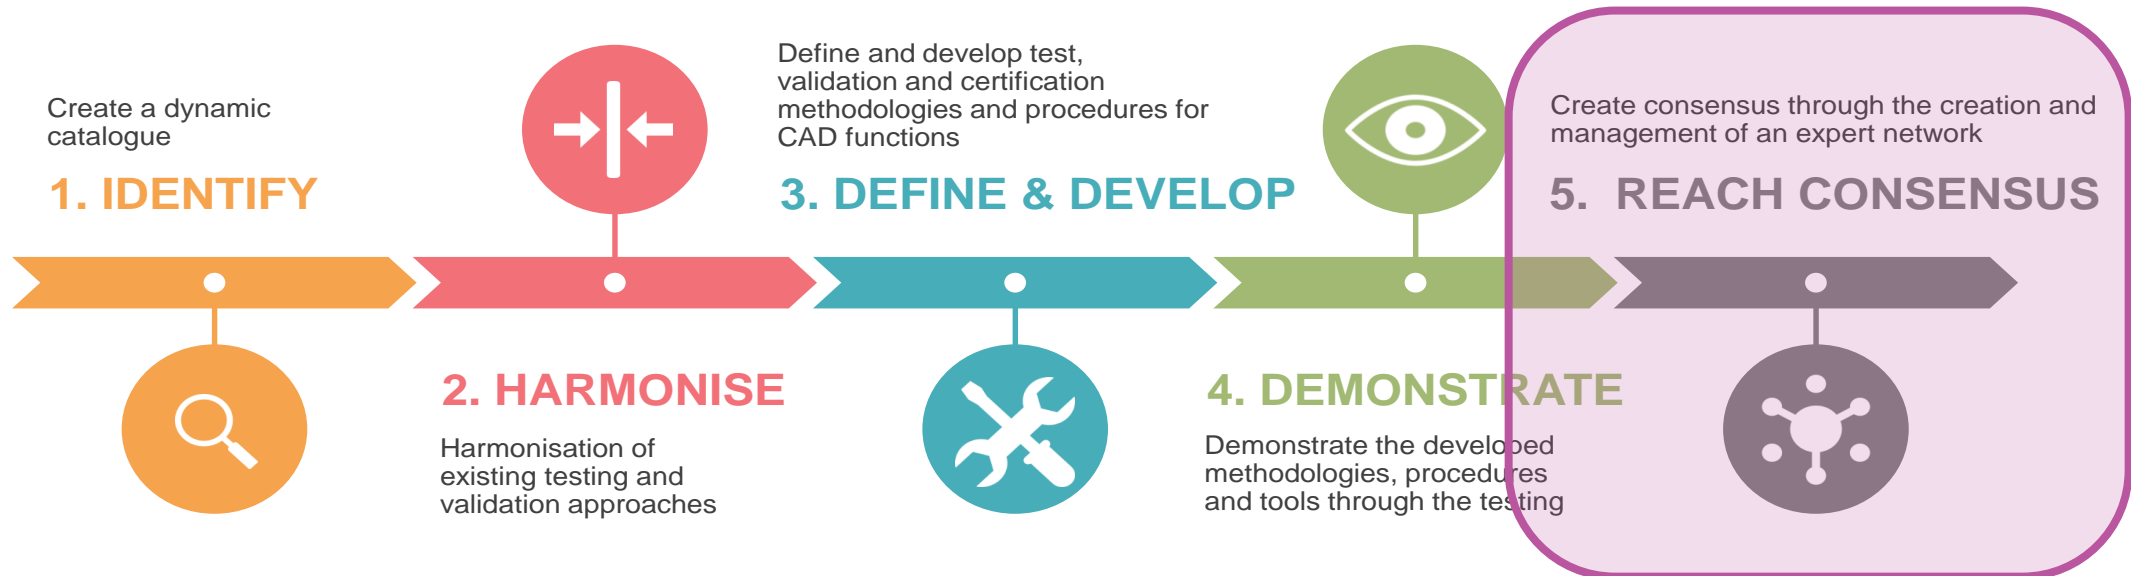 Create a dynamic
catalogue
1. IDENTIFY
2. HARMONISE
Harmonisation of
existing testing and
validation approaches
Define and develop test,
validation and certification
methodologies and procedures for
CAD functions
3. DEFINE & DEVELOP
4. DEMONSTRATE
Demonstrate the developed
methodologies, procedures
and tools through the testing
Create consensus through the creation and
management of an expert network
5. REACH CONSENSUS